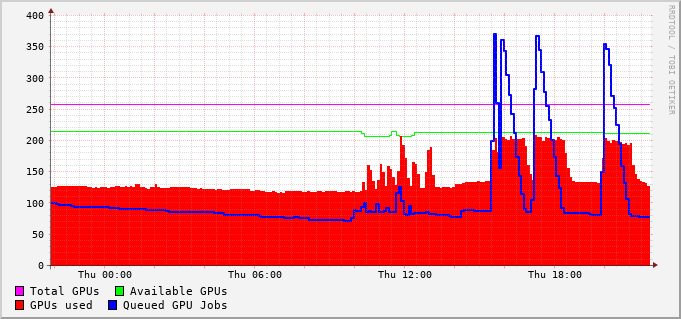 RRDTOOL / TOBI OETIKER
400
350
300
250
200
150
100
50
0
Thu 00:00 Thu 06:00 Thu 12:00 Thu 18:00
Total GPUs Available GPUs
GPUs used Queued GPU Jobs